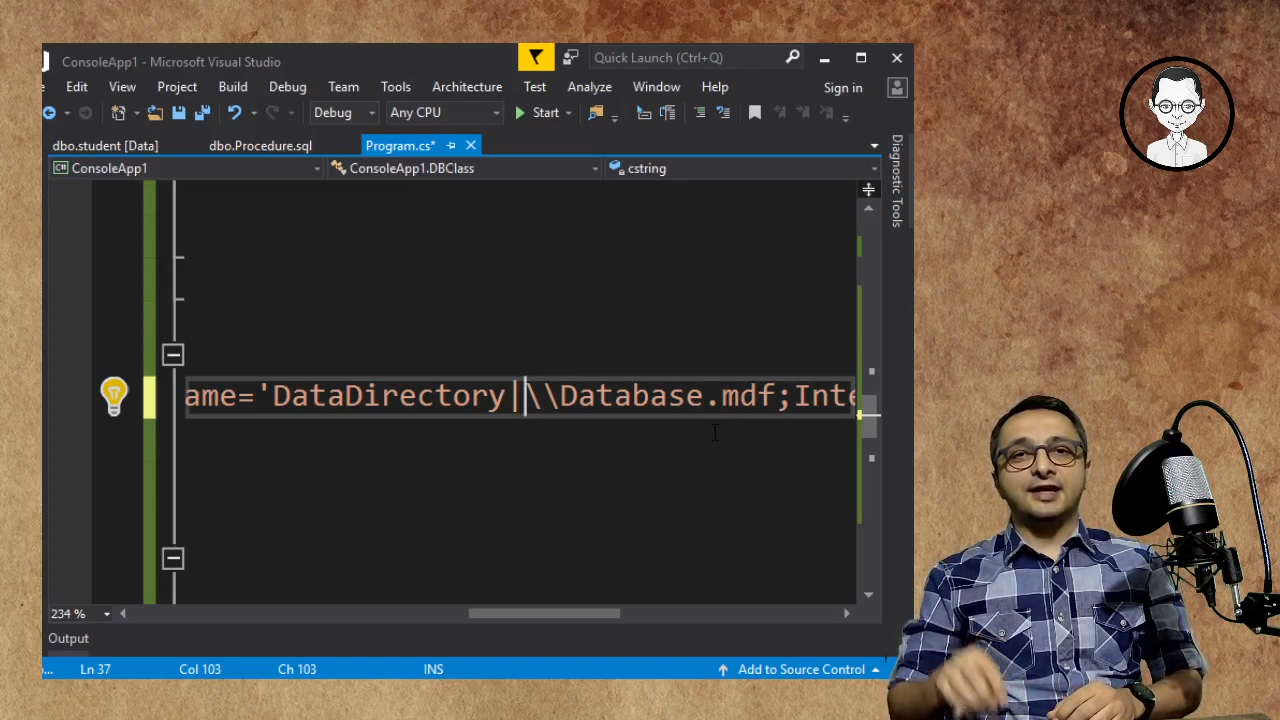 ConsoleApp1 - Microsoft Visual Studio
Quick Launch (Ctrl+Q)
Edit View Project Build Debug Team Tools Architecture Test Analyze Window Help Sign in
Debug Any CPU Start
dbo.student [Data] dbo.Procedure.sql Program.cs*
ConsoleApp1 ConsoleApp1.DBClass cstring
Diagnostic Tools
ame='DataDirectory|\\Database.mdf;Inte
234 %
Output
... Ln 37 Col 103 Ch 103 INS Add to Source Control